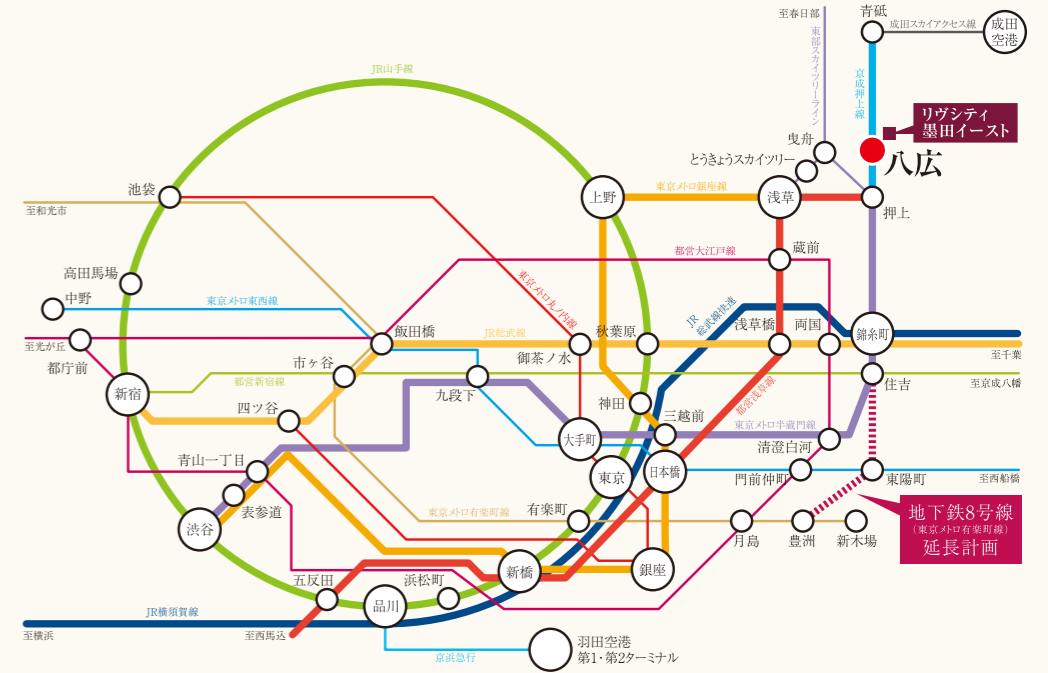 至春日部
青砥
成田スカイアクセス線
成田
空港
東部スカイツリーライン
京成押上線
JR山手線
リヴシティ
墨田イースト
曳舟
八広
とうきょうスカイツリー
池袋
上野
東京メトロ銀座線
浅草
押上
至和光市
都営大江戸線
蔵前
高田馬場
中野
東京メトロ東西線
東京メトロ丸ノ内線
JR
総武線快速
飯田橋
JR総武線
秋葉原
浅草橋
両国
錦糸町
至光が丘
都庁前
御茶ノ水
至千葉
市ヶ谷
新宿
都営新宿線
九段下
住吉
至京成八幡
四ツ谷
神田
都営浅草線
三越前
東京メトロ半蔵門線
大手町
清澄白河
青山一丁目
東京
日本橋
門前仲町
東陽町
至西船橋
表参道
渋谷
東京メトロ有楽町線
有楽町
月島
豊洲
新木場
地下鉄8号線
（東京メトロ有楽町線）
延長計画
新橋
銀座
五反田
浜松町
品川
JR横須賀線
至横浜
至西馬込
京浜急行
羽田空港
第1・第2ターミナル